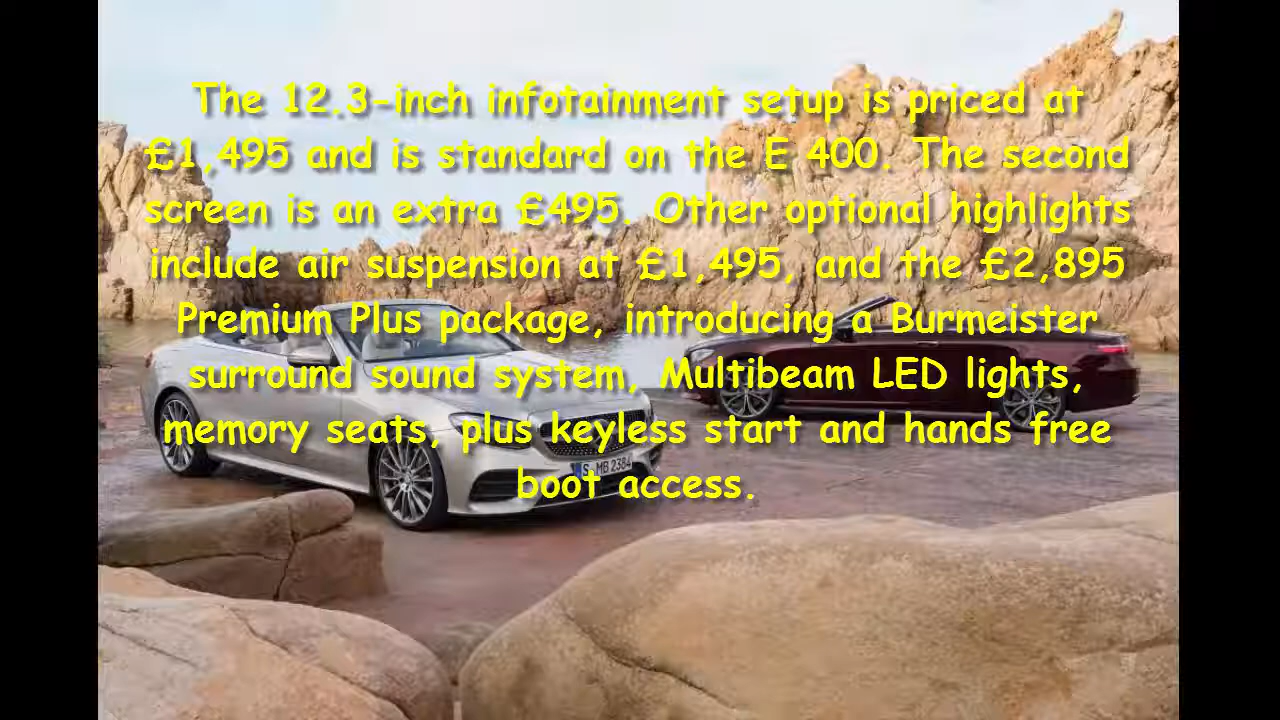 The 12.3-inch infotainment setup is priced at
£1,495 and is standard on the E 400. The second
screen is an extra £495. Other optional highlights
include air suspension at £1,495, and the £2,895
Premium Plus package, introducing a Burmeister
surround sound system, Multibeam LED lights,
memory seats, plus keyless start and hands free
boot access.
S MB 2384